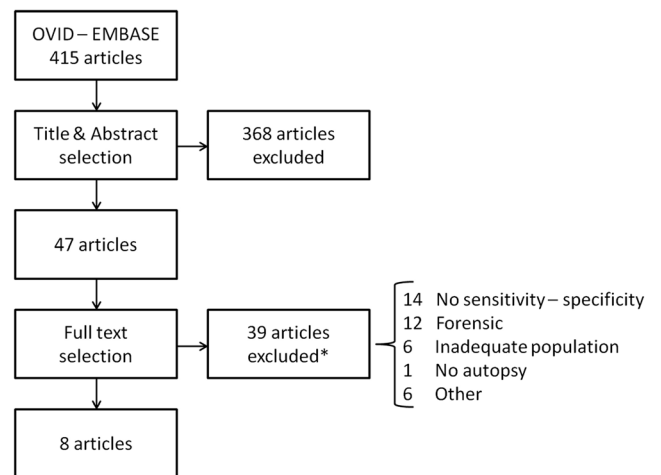 OVID – EMBASE
415 articles
Title & Abstract
selection
368 articles
excluded
47 articles
Full text
selection
39 articles
excluded*
14 No sensitivity – specificity
12 Forensic
6 Inadequate population
1 No autopsy
6 Other
8 articles